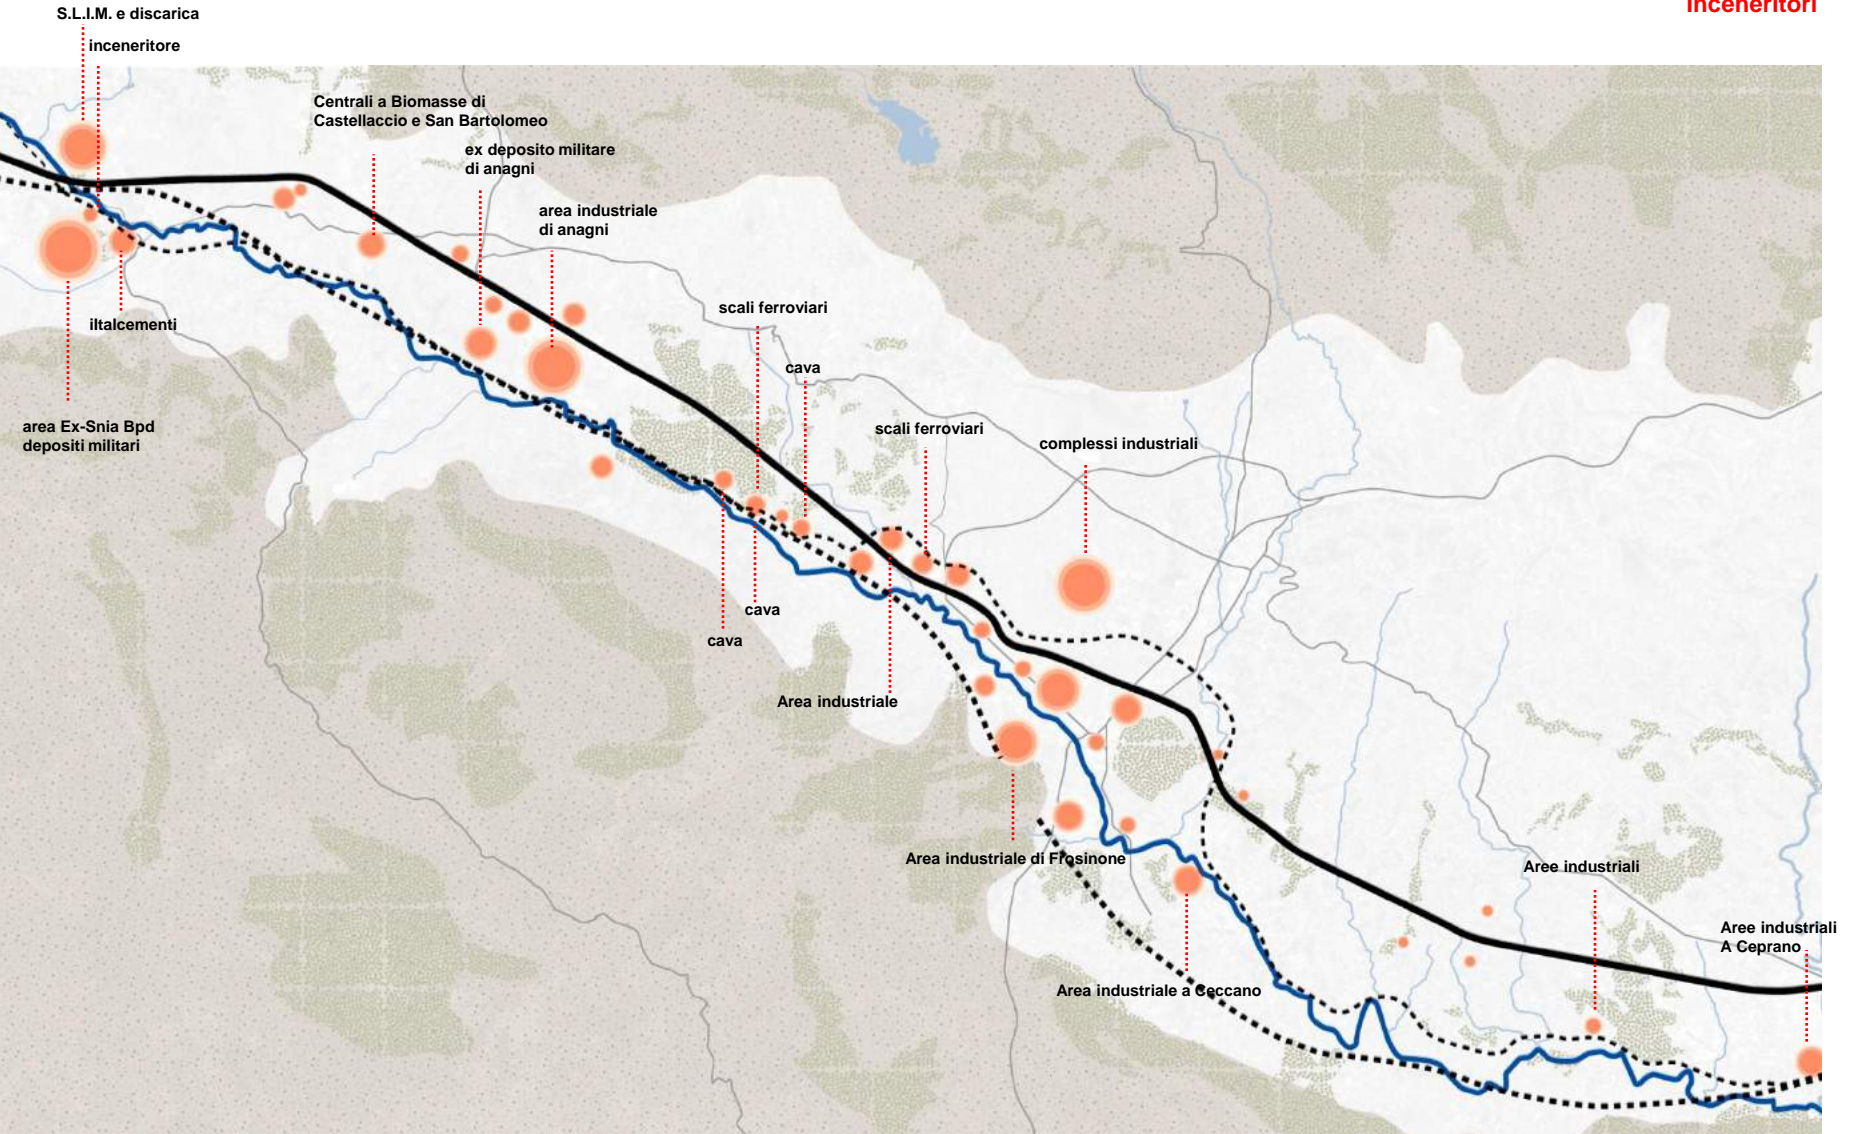 Inceneritori
S.L.I.M. e discarica
inceneritore
Centrali a Biomasse di
Castellaccio e San Bartolomeo
ex deposito militare
di anagni
area industriale
di anagni
iltalcementi
scali ferroviari
cava
area Ex-Snia Bpd
depositi militari
scali ferroviari
complessi industriali
cava
cava
Area industriale
Area industriale di Frosinone
Aree industriali
Aree industriali
A Ceprano
Area industriale a Ceccano